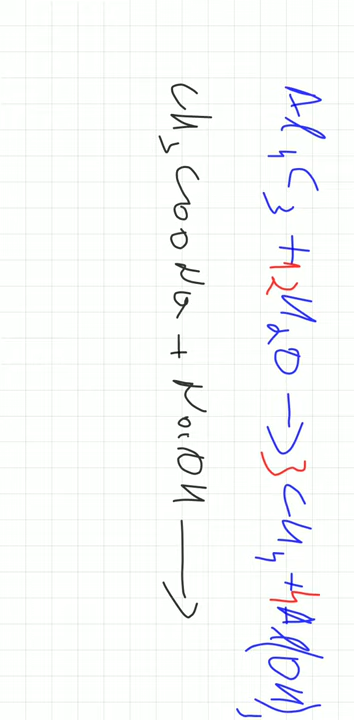 Al₄C₃ + 12H₂O → 3CH₄ + 4Al(OH)₃
CH₃COONa + NaOH →